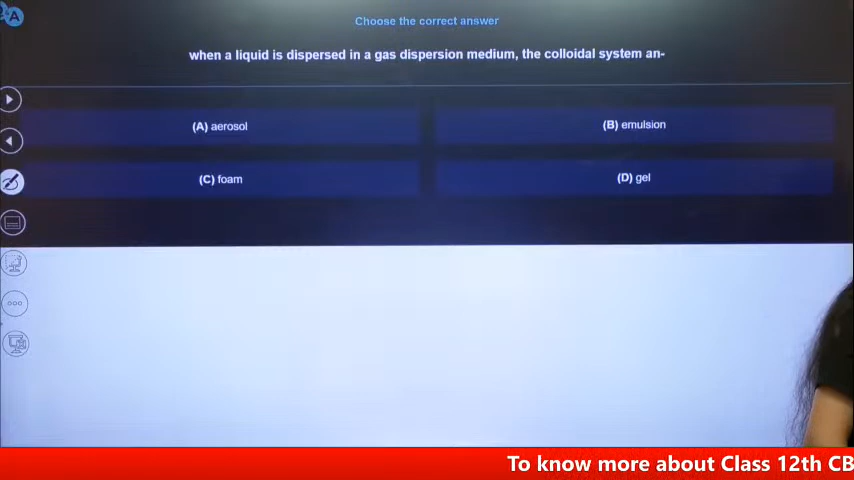 A
Choose the correct answer
when a liquid is dispersed in a gas dispersion medium, the colloidal system an-
(A) aerosol
(B) emulsion
(C) foam
(D) gel
To know more about Class 12th CB